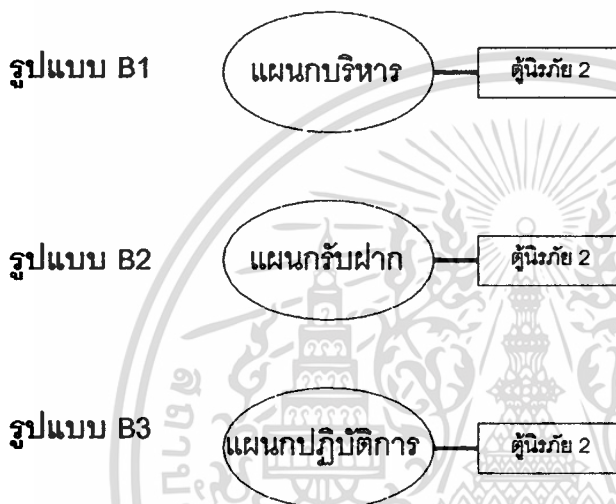 รูปแบบ B1 แผนกบริหาร ตู้นิรภัย 2
รูปแบบ B2 แผนกรับฝาก ตู้นิรภัย 2
รูปแบบ B3 แผนกปฏิบัติการ ตู้นิรภัย 2